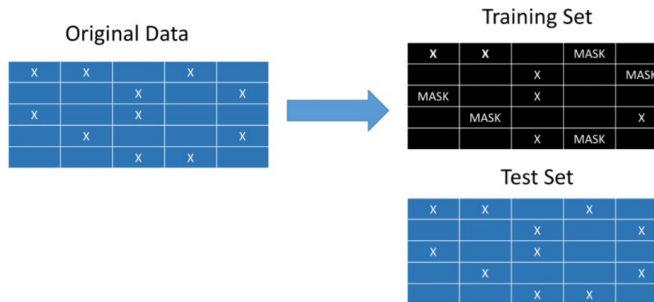 Original Data
X X X
X X
X X
X X
X X
Training Set
X X MASK
X MASK
MASK X
MASK X
X MASK
Test Set
X X X
X X
X X
X X
X X